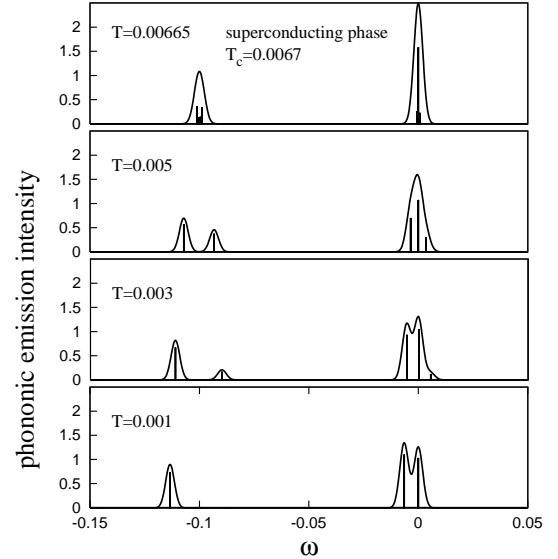 T=0.00665 superconducting phase
Tc=0.0067
2
1.5
1
0.5
0
T=0.005
2
1.5
1
0.5
0
T=0.003
2
1.5
1
0.5
0
T=0.001
2
1.5
1
0.5
0
-0.15 -0.1 -0.05 0 0.05
ω
phononic emission intensity